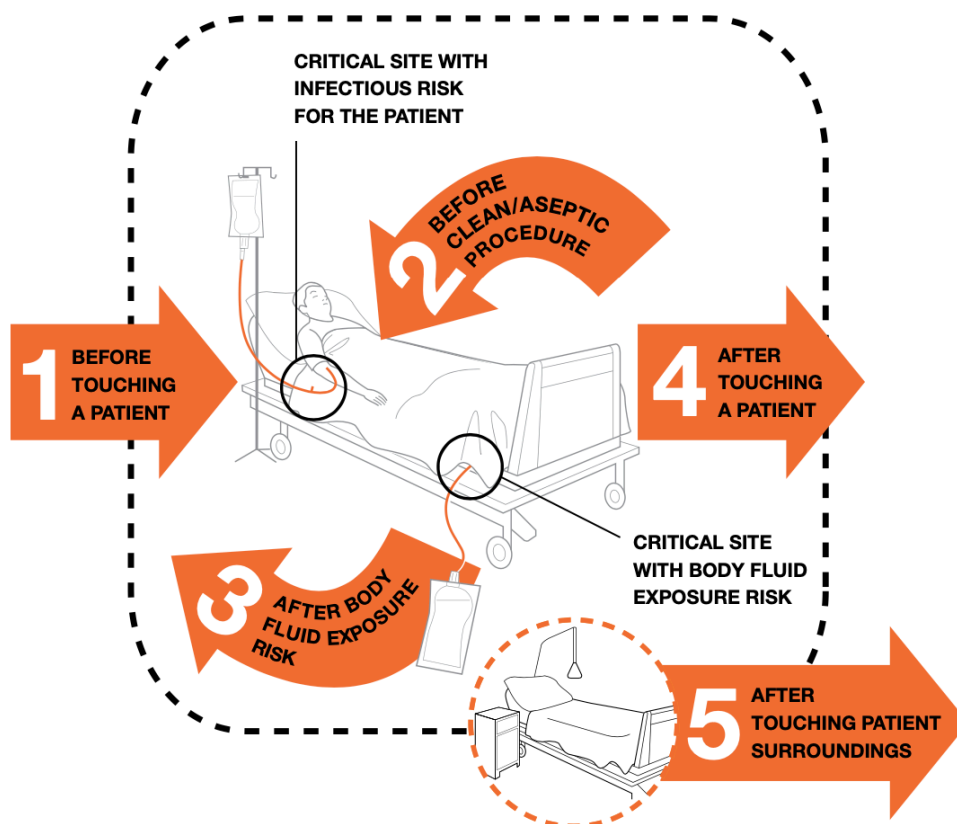 CRITICAL SITE WITH
INFECTIOUS RISK
FOR THE PATIENT
2
BEFORE
CLEAN/ASEPTIC
PROCEDURE
1
BEFORE
TOUCHING
A PATIENT
4
AFTER
TOUCHING
A PATIENT
3
AFTER BODY
FLUID EXPOSURE
RISK
CRITICAL SITE
WITH BODY FLUID
EXPOSURE RISK
5
AFTER
TOUCHING PATIENT
SURROUNDINGS